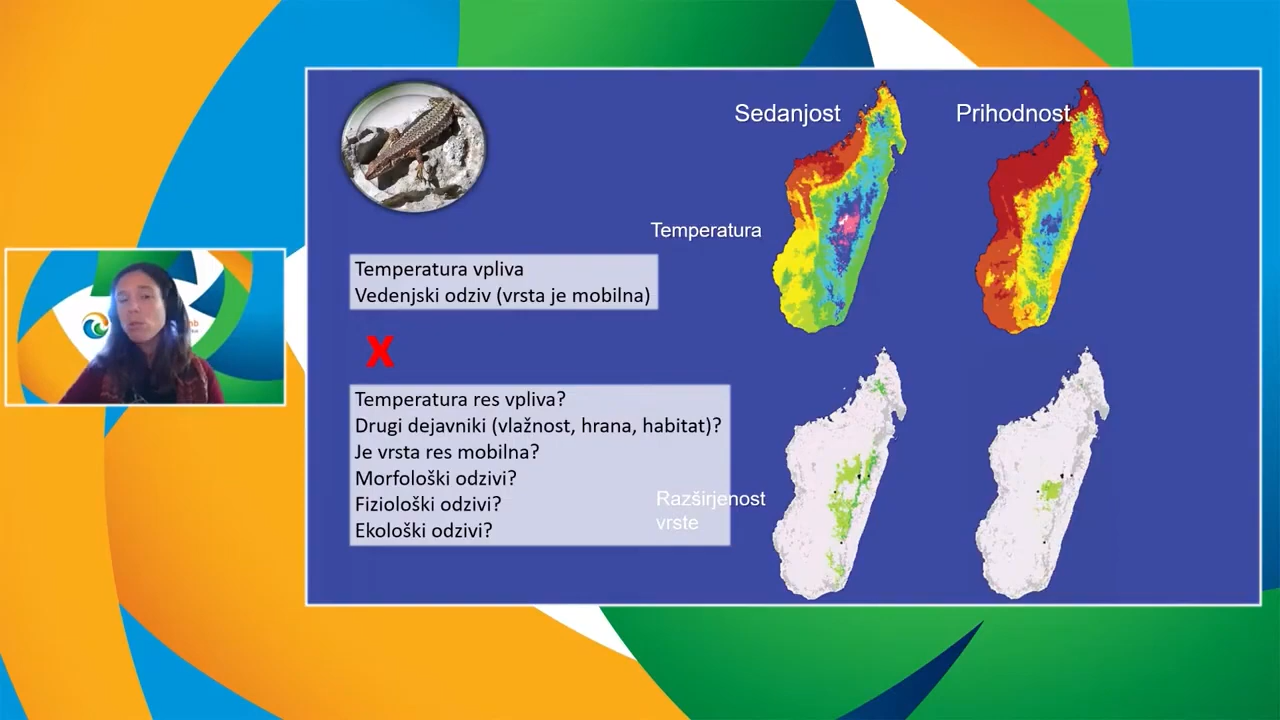 Sedanjost
Prihodnost
Temperatura
Temperatura vpliva
Vedenjski odziv (vrsta je mobilna)
X
Temperatura res vpliva?
Drugi dejavniki (vlažnost, hrana, habitat)?
Je vrsta res mobilna?
Morfološki odzivi?
Fiziološki odzivi?
Ekološki odzivi?
Razširjenost
vrste